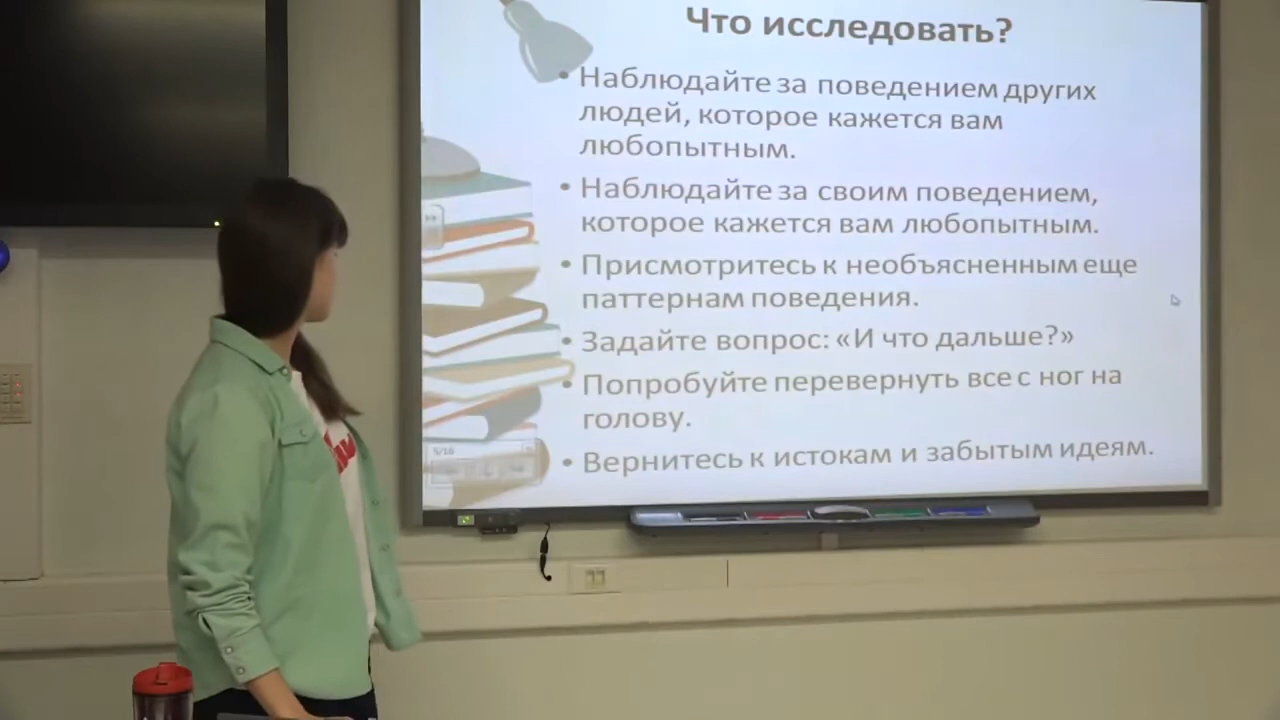 Что исследовать?
• Наблюдайте за поведением других
людей, которое кажется вам
любопытным.
• Наблюдайте за своим поведением,
которое кажется вам любопытным.
• Присмотритесь к необъясненным еще
паттернам поведения.
• Задайте вопрос: «И что дальше?»
• Попробуйте перевернуть все с ног на
голову.
• Вернитесь к истокам и забытым идеям.
5/16